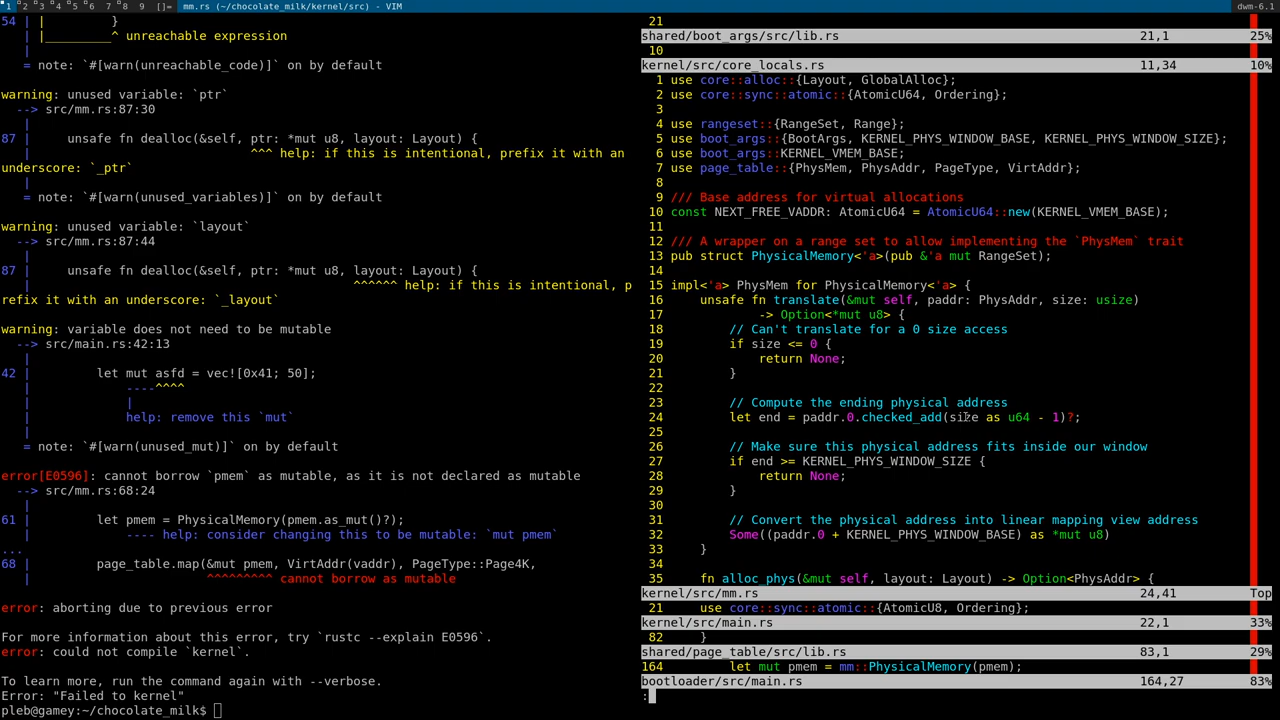 1 2 3 4 5 6 7 8 9 []= mm.rs (~/chocolate_milk/kernel/src) - VIM dwm-6.1
54 | |          }
   | |__________^ unreachable expression
   |
   = note: `#[warn(unreachable_code)]` on by default
warning: unused variable: `ptr`
  --> src/mm.rs:87:30
   |
87 |     unsafe fn dealloc(&self, ptr: *mut u8, layout: Layout) {
   |                              ^^^ help: if this is intentional, prefix it with an
underscore: `_ptr`
   |
   = note: `#[warn(unused_variables)]` on by default
warning: unused variable: `layout`
  --> src/mm.rs:87:44
   |
87 |     unsafe fn dealloc(&self, ptr: *mut u8, layout: Layout) {
   |                                            ^^^^^^ help: if this is intentional, p
refix it with an underscore: `_layout`
warning: variable does not need to be mutable
  --> src/main.rs:42:13
   |
42 |         let mut asfd = vec![0x41; 50];
   |             ----^^^^
   |             |
   |             help: remove this `mut`
   |
   = note: `#[warn(unused_mut)]` on by default
error[E0596]: cannot borrow `pmem` as mutable, as it is not declared as mutable
  --> src/mm.rs:68:24
   |
61 |         let pmem = PhysicalMemory(pmem.as_mut()?);
   |             ---- help: consider changing this to be mutable: `mut pmem`
...
68 |         page_table.map(&mut pmem, VirtAddr(vaddr), PageType::Page4K,
   |                        ^^^^^^^^^ cannot borrow as mutable
error: aborting due to previous error
For more information about this error, try `rustc --explain E0596`.
error: could not compile `kernel`.
To learn more, run the command again with --verbose.
Error: "Failed to kernel"
pleb@gamey:~/chocolate_milk$
21
shared/boot_args/src/lib.rs 21,1 25%
10
kernel/src/core_locals.rs 11,34 10%
1 use core::alloc::{Layout, GlobalAlloc};
2 use core::sync::atomic::{AtomicU64, Ordering};
3
4 use rangeset::{RangeSet, Range};
5 use boot_args::{BootArgs, KERNEL_PHYS_WINDOW_BASE, KERNEL_PHYS_WINDOW_SIZE};
6 use boot_args::KERNEL_VMEM_BASE;
7 use page_table::{PhysMem, PhysAddr, PageType, VirtAddr};
8
9 /// Base address for virtual allocations
10 const NEXT_FREE_VADDR: AtomicU64 = AtomicU64::new(KERNEL_VMEM_BASE);
11
12 /// A wrapper on a range set to allow implementing the `PhysMem` trait
13 pub struct PhysicalMemory<'a>(pub &'a mut RangeSet);
14
15 impl<'a> PhysMem for PhysicalMemory<'a> {
16     unsafe fn translate(&mut self, paddr: PhysAddr, size: usize)
17             -> Option<*mut u8> {
18         // Can't translate for a 0 size access
19         if size <= 0 {
20             return None;
21         }
22
23         // Compute the ending physical address
24         let end = paddr.0.checked_add(size as u64 - 1)?;
25
26         // Make sure this physical address fits inside our window
27         if end >= KERNEL_PHYS_WINDOW_SIZE {
28             return None;
29         }
30
31         // Convert the physical address into linear mapping view address
32         Some((paddr.0 + KERNEL_PHYS_WINDOW_BASE) as *mut u8)
33     }
34
35     fn alloc_phys(&mut self, layout: Layout) -> Option<PhysAddr> {
kernel/src/mm.rs 24,41 Top
21     use core::sync::atomic::{AtomicU8, Ordering};
kernel/src/main.rs 22,1 33%
82     }
shared/page_table/src/lib.rs 83,1 29%
164         let mut pmem = mm::PhysicalMemory(pmem);
bootloader/src/main.rs 164,27 83%
: